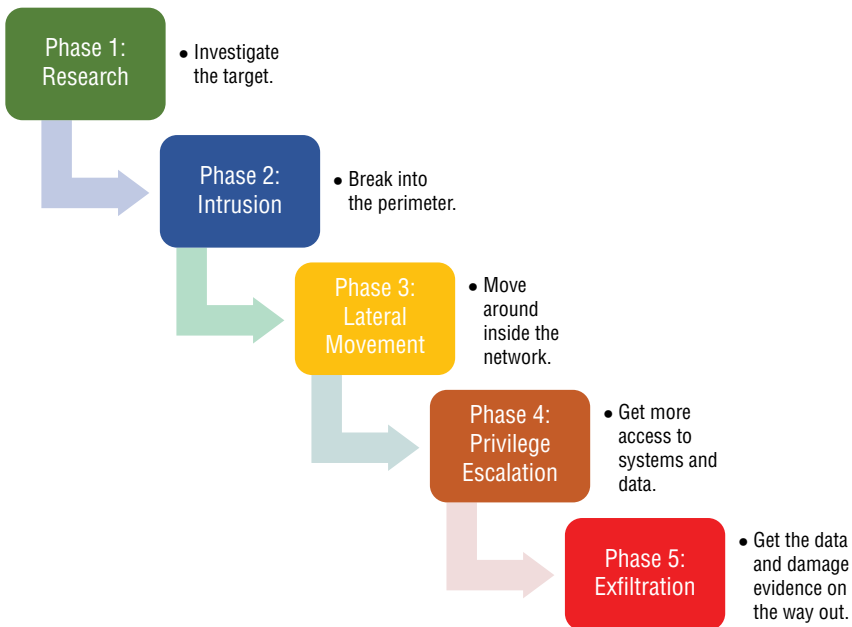 Phase 1:
Research
• Investigate
the target.
Phase 2:
Intrusion
• Break into
the perimeter.
Phase 3:
Lateral
Movement
• Move
around
inside the
network.
Phase 4:
Privilege
Escalation
• Get more
access to
systems and
data.
Phase 5:
Exfiltration
• Get the data
and damage
evidence on
the way out.